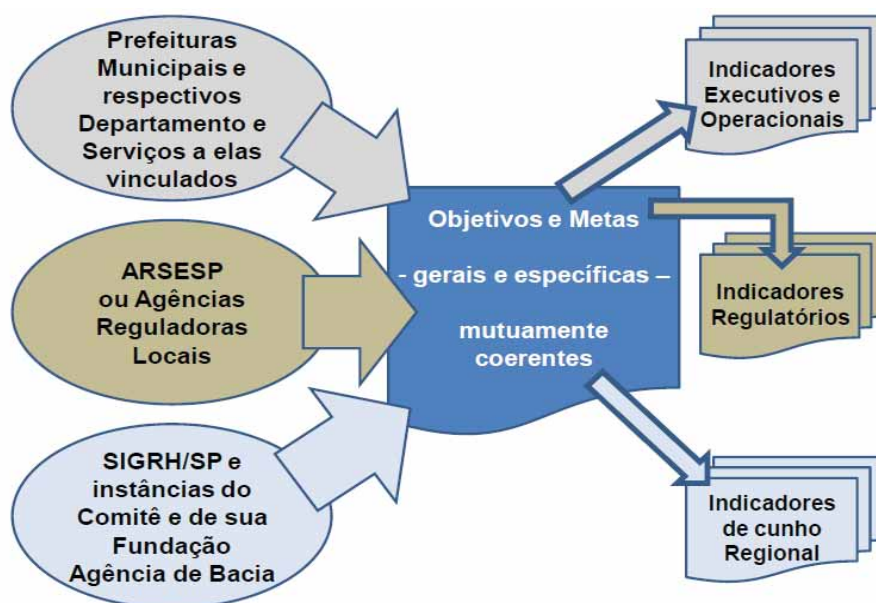 Prefeituras
Municipais e
respectivos
Departamento e
Serviços a elas
vinculados
ARSESP
ou Agências
Reguladoras
Locais
SIGRH/SP e
instâncias do
Comitê e de sua
Fundação
Agência de Bacia
Objetivos e Metas
- gerais e específicas –
mutuamente
coerentes
Indicadores
Executivos e
Operacionais
Indicadores
Regulatórios
Indicadores
de cunho
Regional